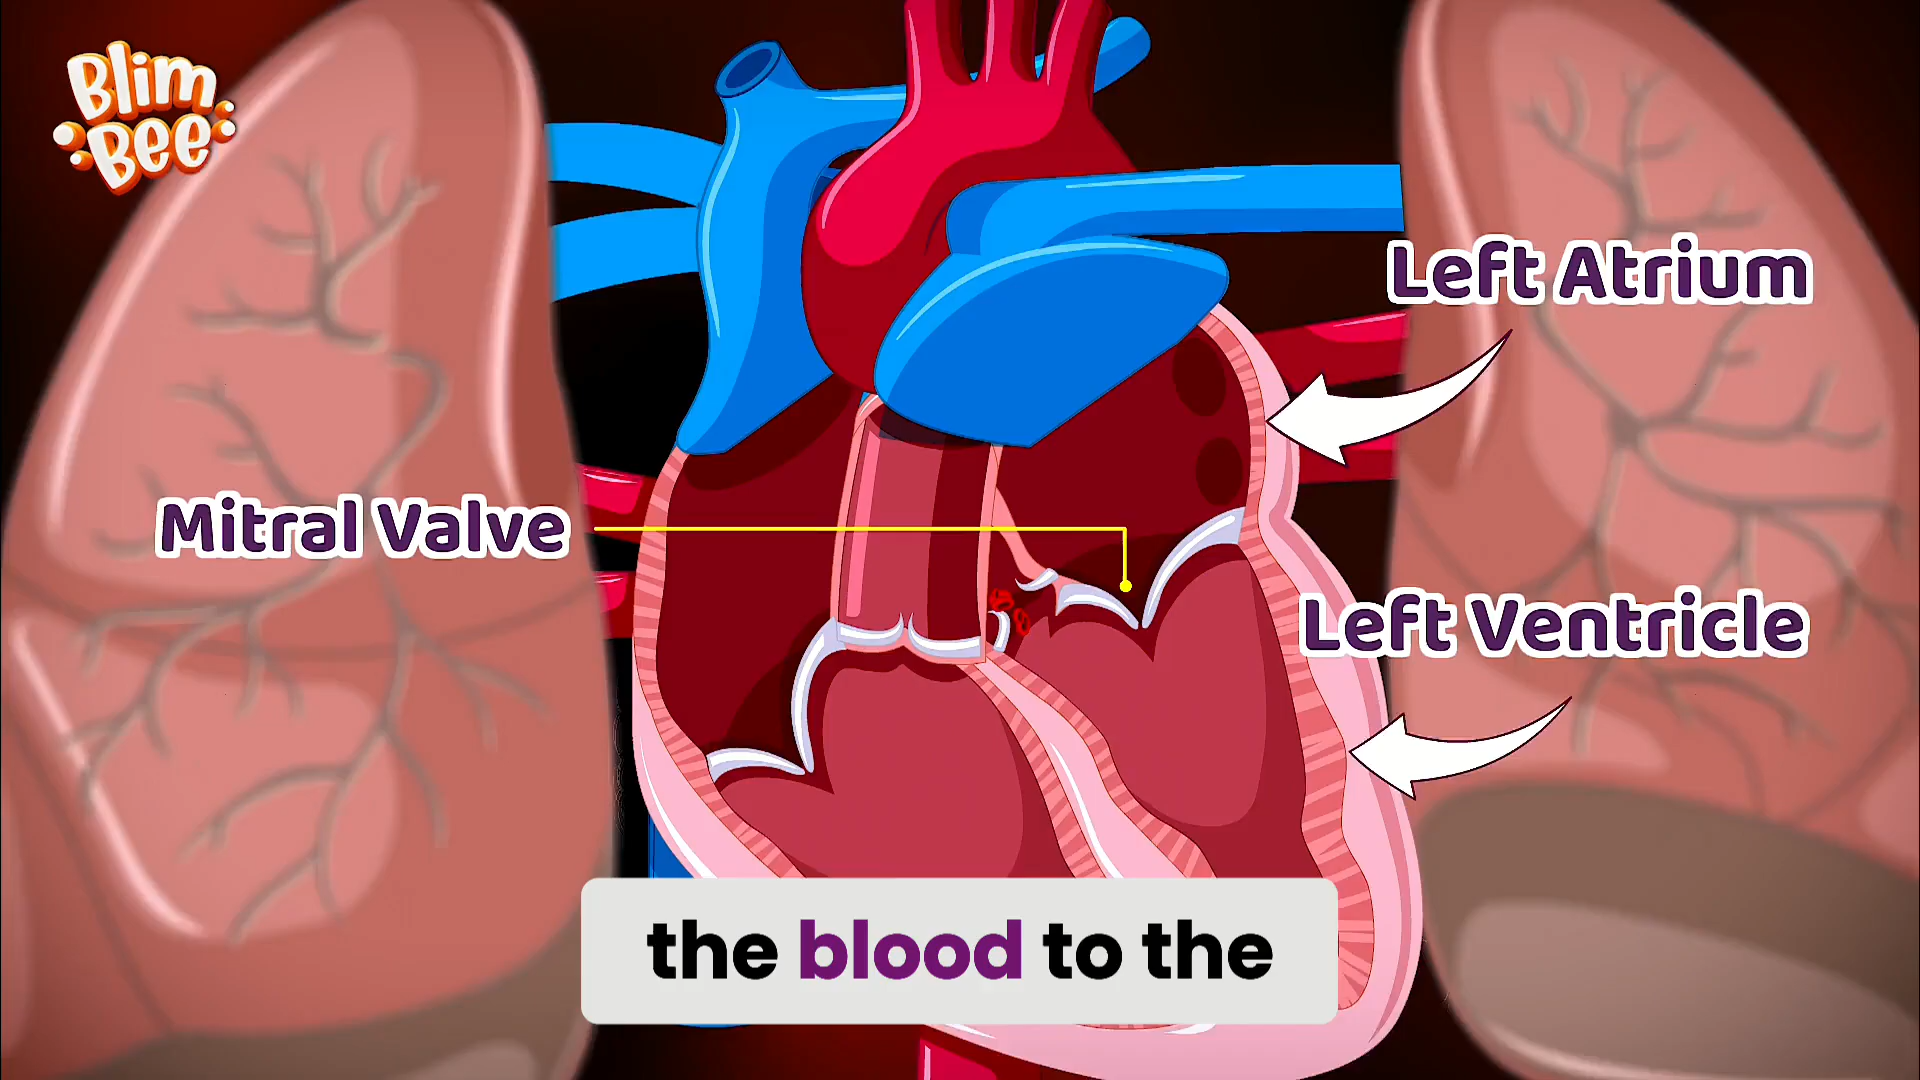 Blim
Bee
Left Atrium
Mitral Valve
Left Ventricle
the blood to the